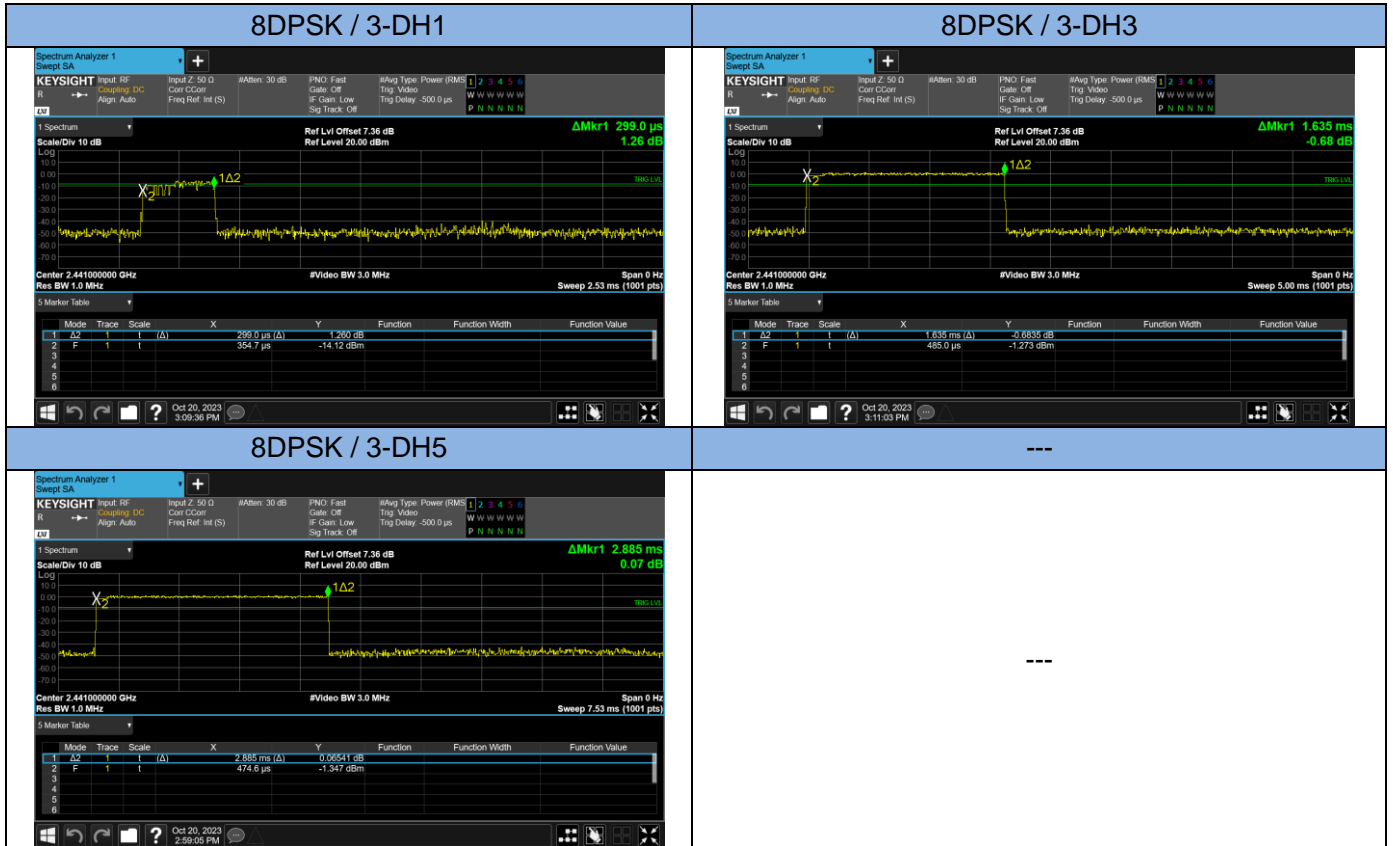 8DPSK / 3-DH1
Spectrum Analyzer 1
Swept SA
KEYSIGHT Input: RF Input Z: 50 Ω #Atten: 30 dB PNO: Fast #Avg Type: Power (RMS 1 2 3 4 5 6
R Coupling: DC Corr CCorr Gate: Off Trig: Video W W W W W W
Align: Auto Freq Ref: Int (S) IF Gain: Low Trig Delay: -500.0 µs
LXI Sig Track: Off P N N N N N
1 Spectrum Ref Lvl Offset 7.36 dB ΔMkr1 299.0 µs
Scale/Div 10 dB Ref Level 20.00 dBm 1.26 dB
Log
10.0
0.00
-10.0
-20.0
-30.0
-40.0
-50.0
-60.0
-70.0
1Δ2
X2
TRIG LVL
Center 2.441000000 GHz #Video BW 3.0 MHz Span 0 Hz
Res BW 1.0 MHz Sweep 2.53 ms (1001 pts)
5 Marker Table
Mode Trace Scale X Y Function Function Width Function Value
1 Δ2 1 t (Δ) 299.0 µs (Δ) 1.260 dB
2 F 1 t 354.7 µs -14.12 dBm
3
4
5
6
? Oct 20, 2023
3:09:36 PM
8DPSK / 3-DH3
Spectrum Analyzer 1
Swept SA
KEYSIGHT Input: RF Input Z: 50 Ω #Atten: 30 dB PNO: Fast #Avg Type: Power (RMS 1 2 3 4 5 6
R Coupling: DC Corr CCorr Gate: Off Trig: Video W W W W W W
Align: Auto Freq Ref: Int (S) IF Gain: Low Trig Delay: -500.0 µs
LXI Sig Track: Off P N N N N N
1 Spectrum Ref Lvl Offset 7.36 dB ΔMkr1 1.635 ms
Scale/Div 10 dB Ref Level 20.00 dBm -0.68 dB
Log
10.0
0.00
-10.0
-20.0
-30.0
-40.0
-50.0
-60.0
-70.0
1Δ2
X2
TRIG LVL
Center 2.441000000 GHz #Video BW 3.0 MHz Span 0 Hz
Res BW 1.0 MHz Sweep 5.00 ms (1001 pts)
5 Marker Table
Mode Trace Scale X Y Function Function Width Function Value
1 Δ2 1 t (Δ) 1.635 ms (Δ) -0.6835 dB
2 F 1 t 485.0 µs -1.273 dBm
3
4
5
6
? Oct 20, 2023
3:11:03 PM
8DPSK / 3-DH5
Spectrum Analyzer 1
Swept SA
KEYSIGHT Input: RF Input Z: 50 Ω #Atten: 30 dB PNO: Fast #Avg Type: Power (RMS 1 2 3 4 5 6
R Coupling: DC Corr CCorr Gate: Off Trig: Video W W W W W W
Align: Auto Freq Ref: Int (S) IF Gain: Low Trig Delay: -500.0 µs
LXI Sig Track: Off P N N N N N
1 Spectrum Ref Lvl Offset 7.36 dB ΔMkr1 2.885 ms
Scale/Div 10 dB Ref Level 20.00 dBm 0.07 dB
Log
10.0
0.00
-10.0
-20.0
-30.0
-40.0
-50.0
-60.0
-70.0
1Δ2
X2
TRIG LVL
Center 2.441000000 GHz #Video BW 3.0 MHz Span 0 Hz
Res BW 1.0 MHz Sweep 7.53 ms (1001 pts)
5 Marker Table
Mode Trace Scale X Y Function Function Width Function Value
1 Δ2 1 t (Δ) 2.885 ms (Δ) 0.06541 dB
2 F 1 t 474.6 µs -1.347 dBm
3
4
5
6
? Oct 20, 2023
2:59:05 PM
---
---